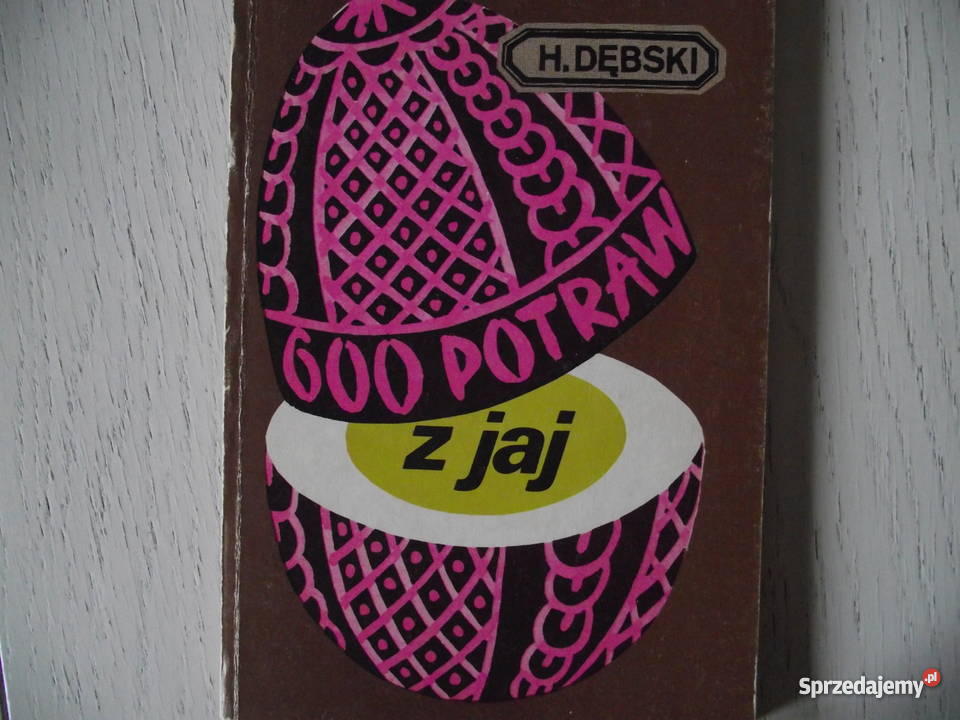 H. DĘBSKI
600 POTRAW
z jaj
Sprzedajemy.pl